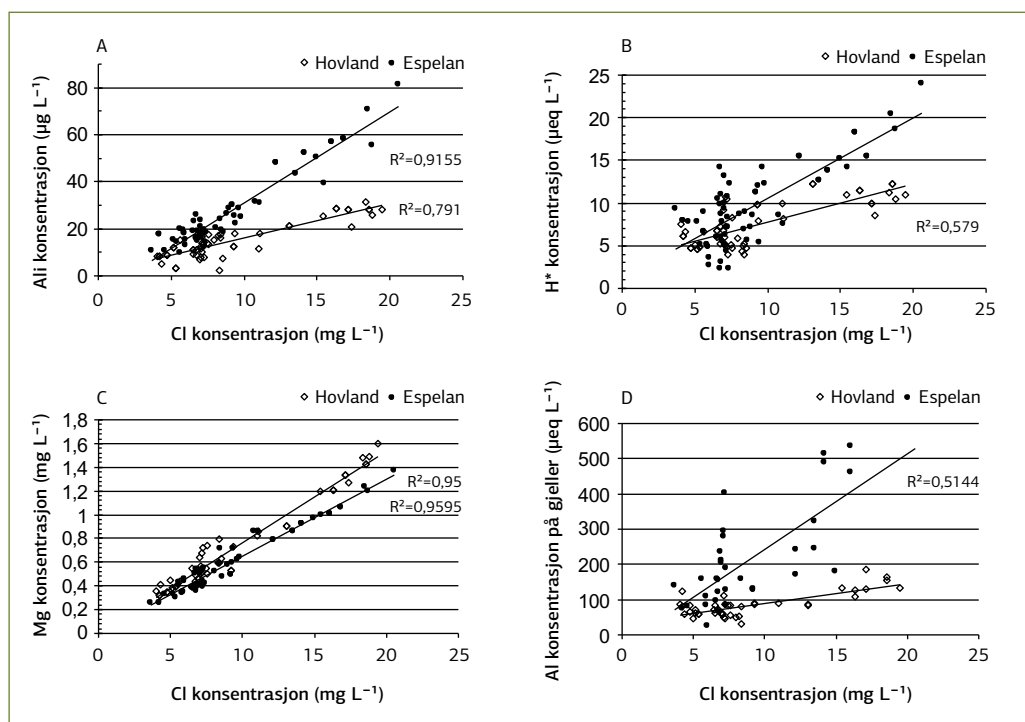 A
◇ Hovland ● Espelan
Ali konsentrasjon (µg L⁻¹)
80
60
40
20
0
R²=0,9155
R²=0,791
0 5 10 15 20 25
Cl konsentrasjon (mg L⁻¹)
B
◇ Hovland ● Espelan
H* konsentrasjon (µeq L⁻¹)
25
20
15
10
5
0
R²=0,579
0 5 10 15 20 25
Cl konsentrasjon (mg L⁻¹)
C
◇ Hovland ● Espelan
Mg konsentrasjon (mg L⁻¹)
1,8
1,6
1,4
1,2
1
0,8
0,6
0,4
0,2
0
R²=0,95
R²=0,9595
0 5 10 15 20 25
Cl konsentrasjon (mg L⁻¹)
◇ Hovland ● Espelan
D
Al konsentrasjon på gjeller (µeq L⁻¹)
600
500
400
300
200
100
0
R²=0,5144
0 5 10 15 20 25
Cl konsentrasjon (mg L⁻¹)